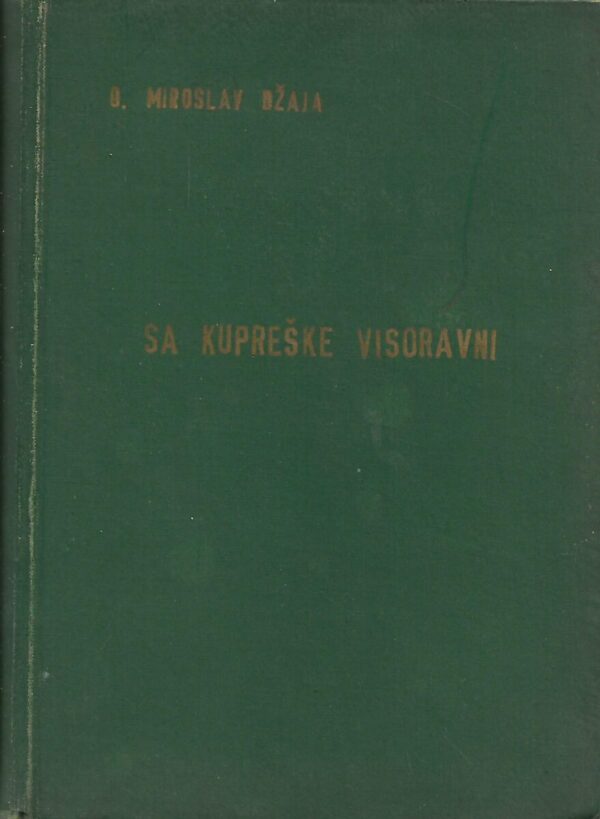 O. MIROSLAV DŽAJA
SA KUPREŠKE VISORAVNI